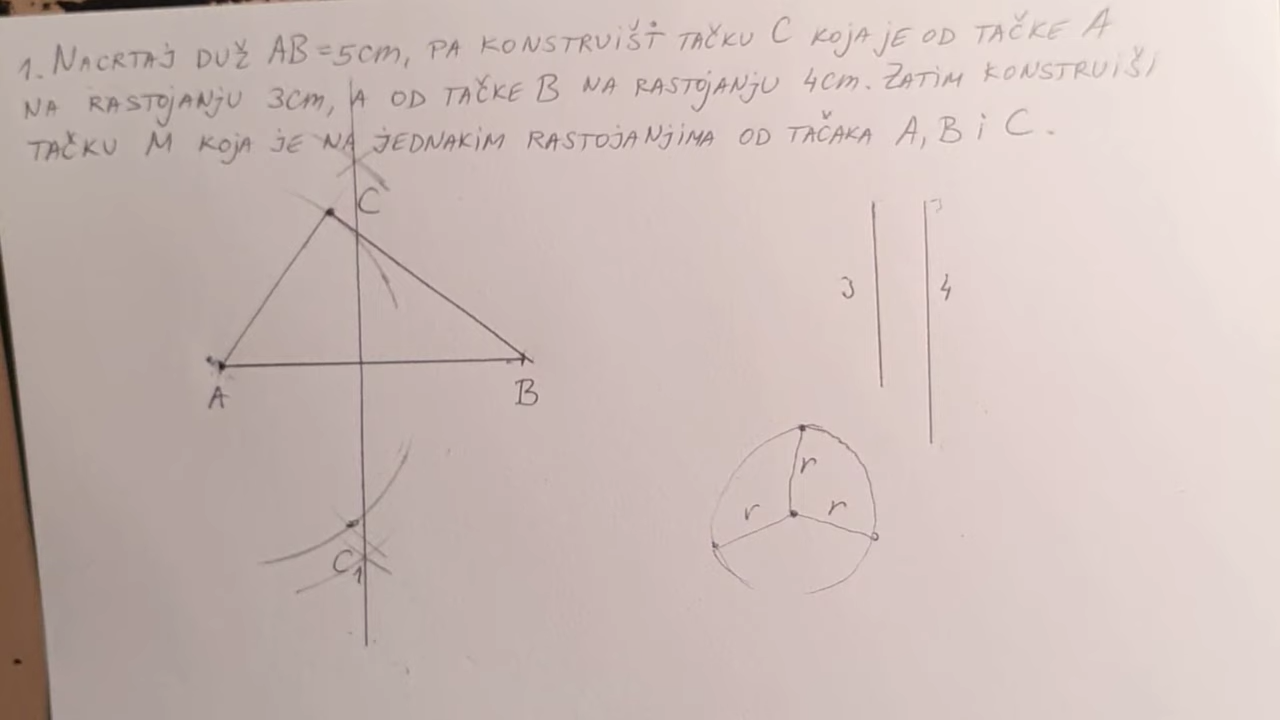 1. NACRTAJ DUŽ AB=5cm, PA KONSTRUIŠI TAČKU C KOJA JE OD TAČKE A
NA RASTOJANJU 3cm, A OD TAČKE B NA RASTOJANJU 4cm. ZATIM KONSTRUIŠI
TAČKU M KOJA JE NA JEDNAKIM RASTOJANJIMA OD TAČAKA A, B i C.
C
A
B
C1
3
4
r
r
r